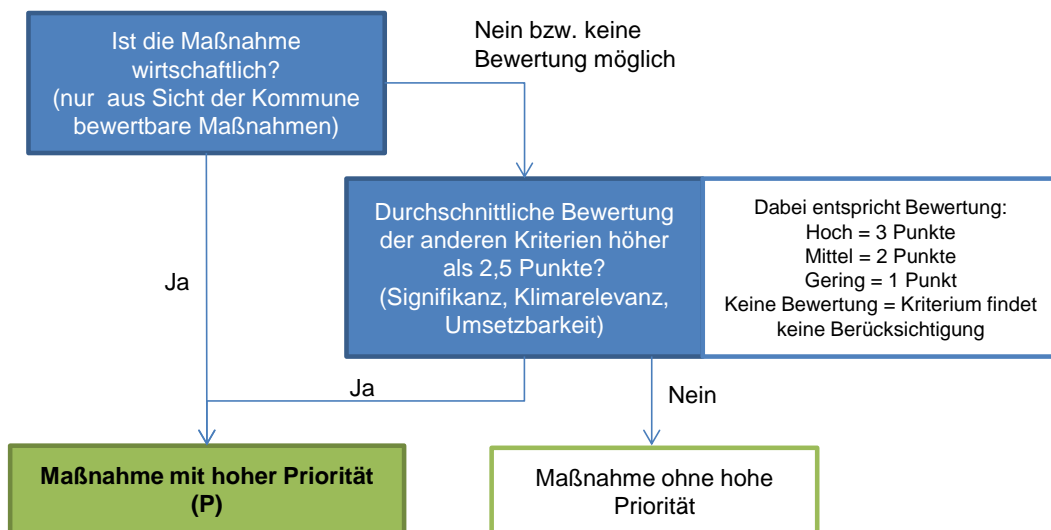 Ist die Maßnahme
wirtschaftlich?
(nur aus Sicht der Kommune
bewertbare Maßnahmen)
Nein bzw. keine
Bewertung möglich
Durchschnittliche Bewertung
der anderen Kriterien höher
als 2,5 Punkte?
(Signifikanz, Klimarelevanz,
Umsetzbarkeit)
Dabei entspricht Bewertung:
Hoch = 3 Punkte
Mittel = 2 Punkte
Gering = 1 Punkt
Keine Bewertung = Kriterium findet
keine Berücksichtigung
Ja
Ja
Nein
Maßnahme mit hoher Priorität
(P)
Maßnahme ohne hohe
Priorität